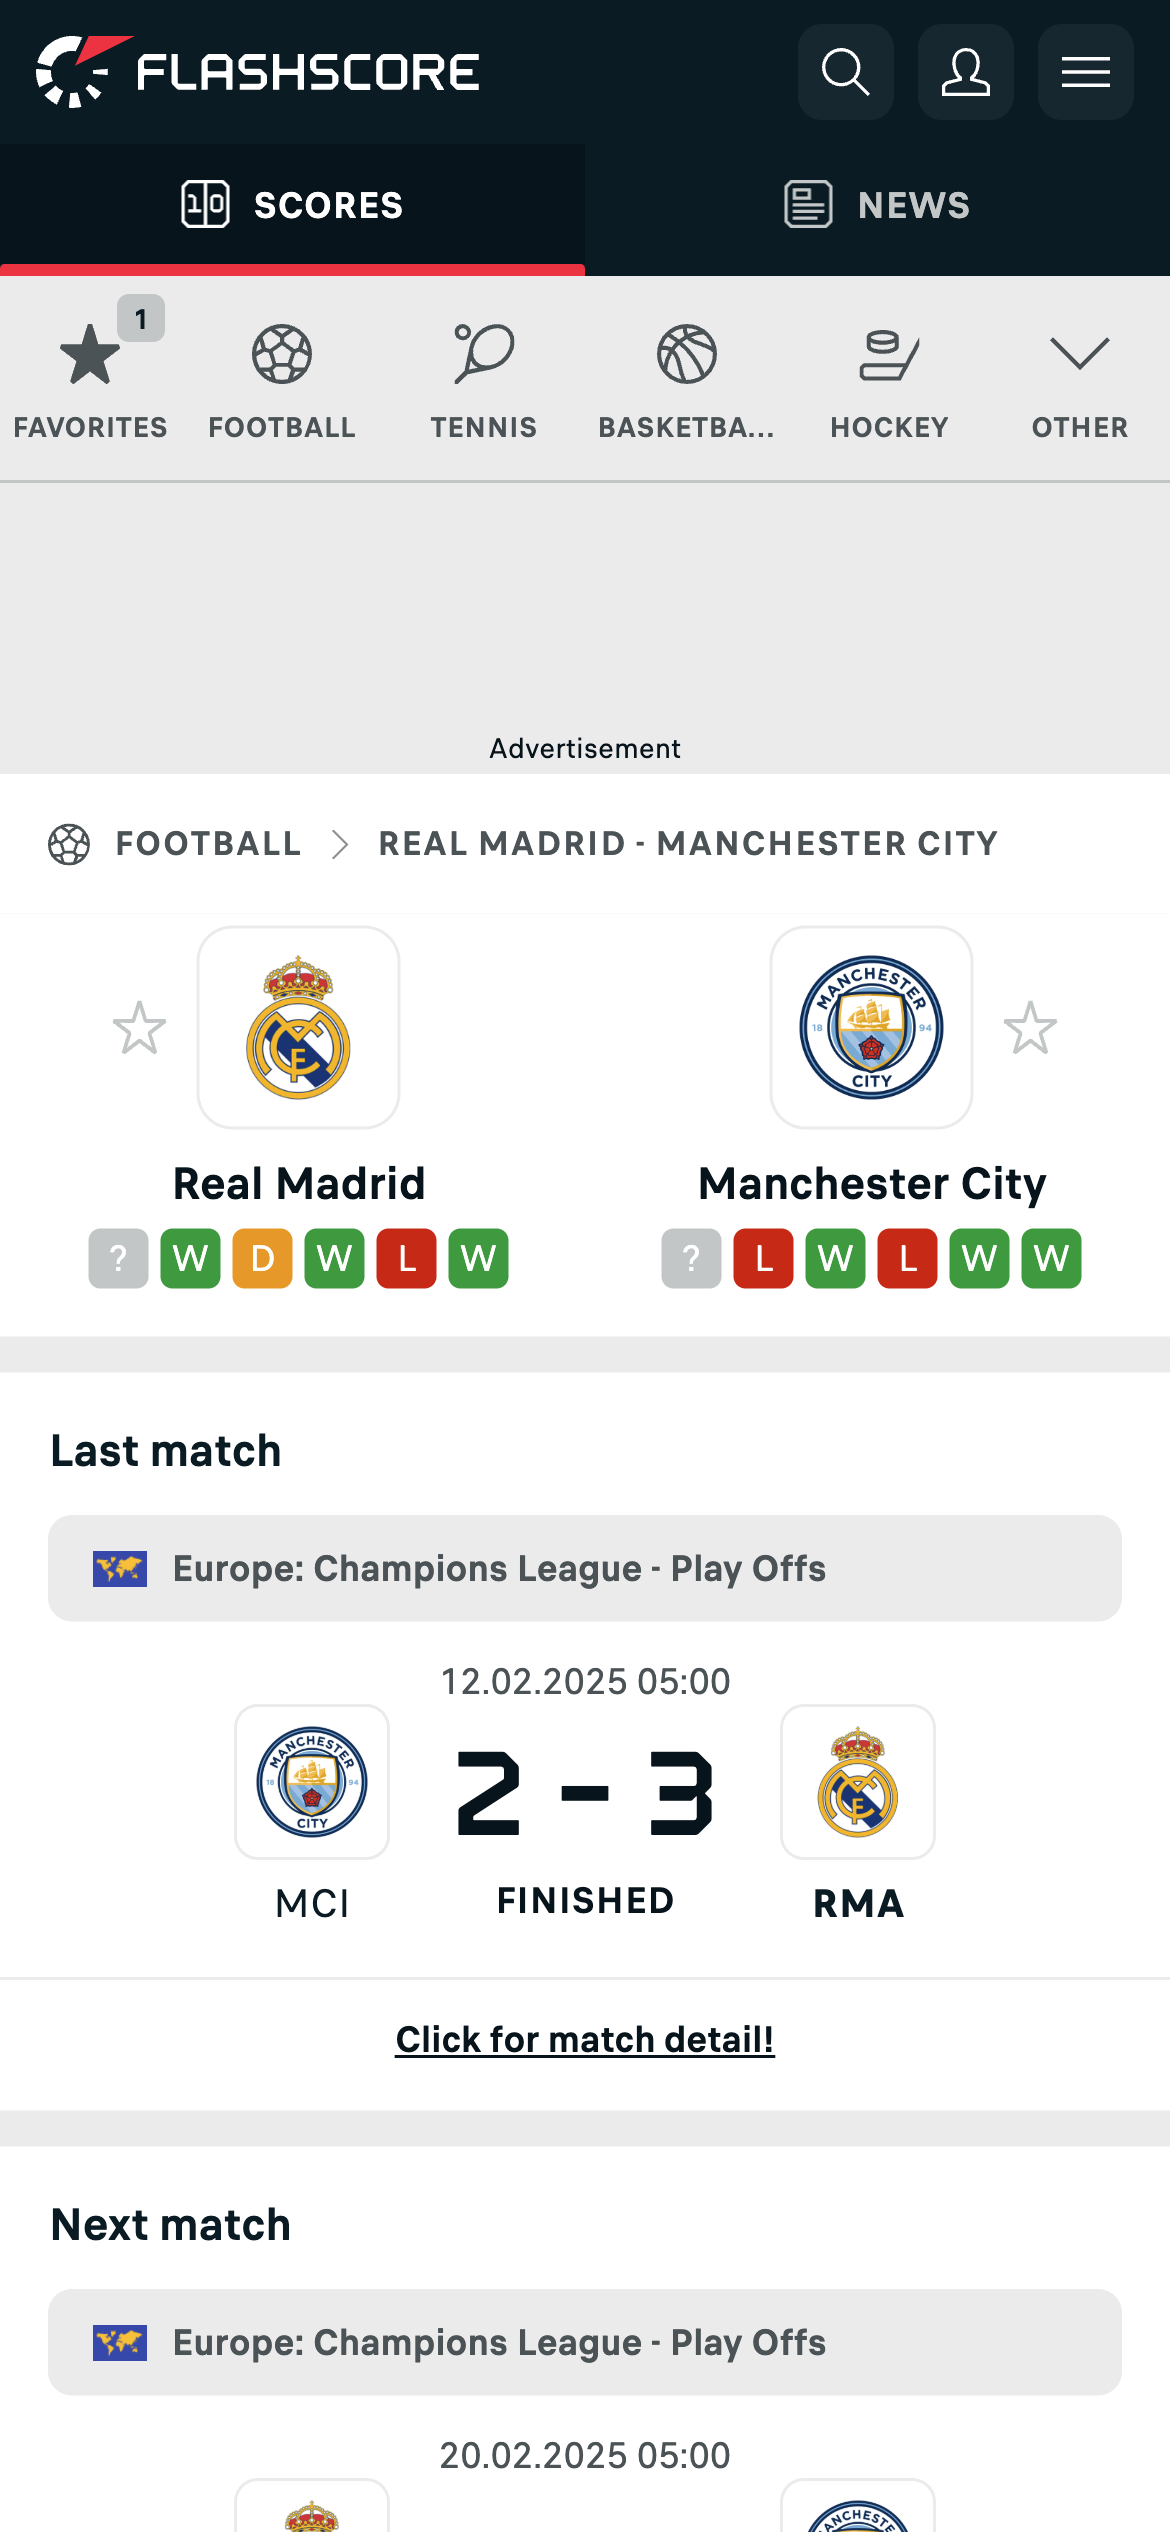 FLASHSCORE
10 SCORES
NEWS
1
FAVORITES
FOOTBALL
TENNIS
BASKETBA...
HOCKEY
OTHER
Advertisement
FOOTBALL
REAL MADRID - MANCHESTER CITY
MANCHESTER
18 94
CITY
Real Madrid
Manchester City
? W D W L W
? L W L W W
Last match
Europe: Champions League - Play Offs
12.02.2025 05:00
MANCHESTER
18 94
CITY
2 - 3
MCI
FINISHED
RMA
Click for match detail!
Next match
Europe: Champions League - Play Offs
20.02.2025 05:00
MANCHESTER